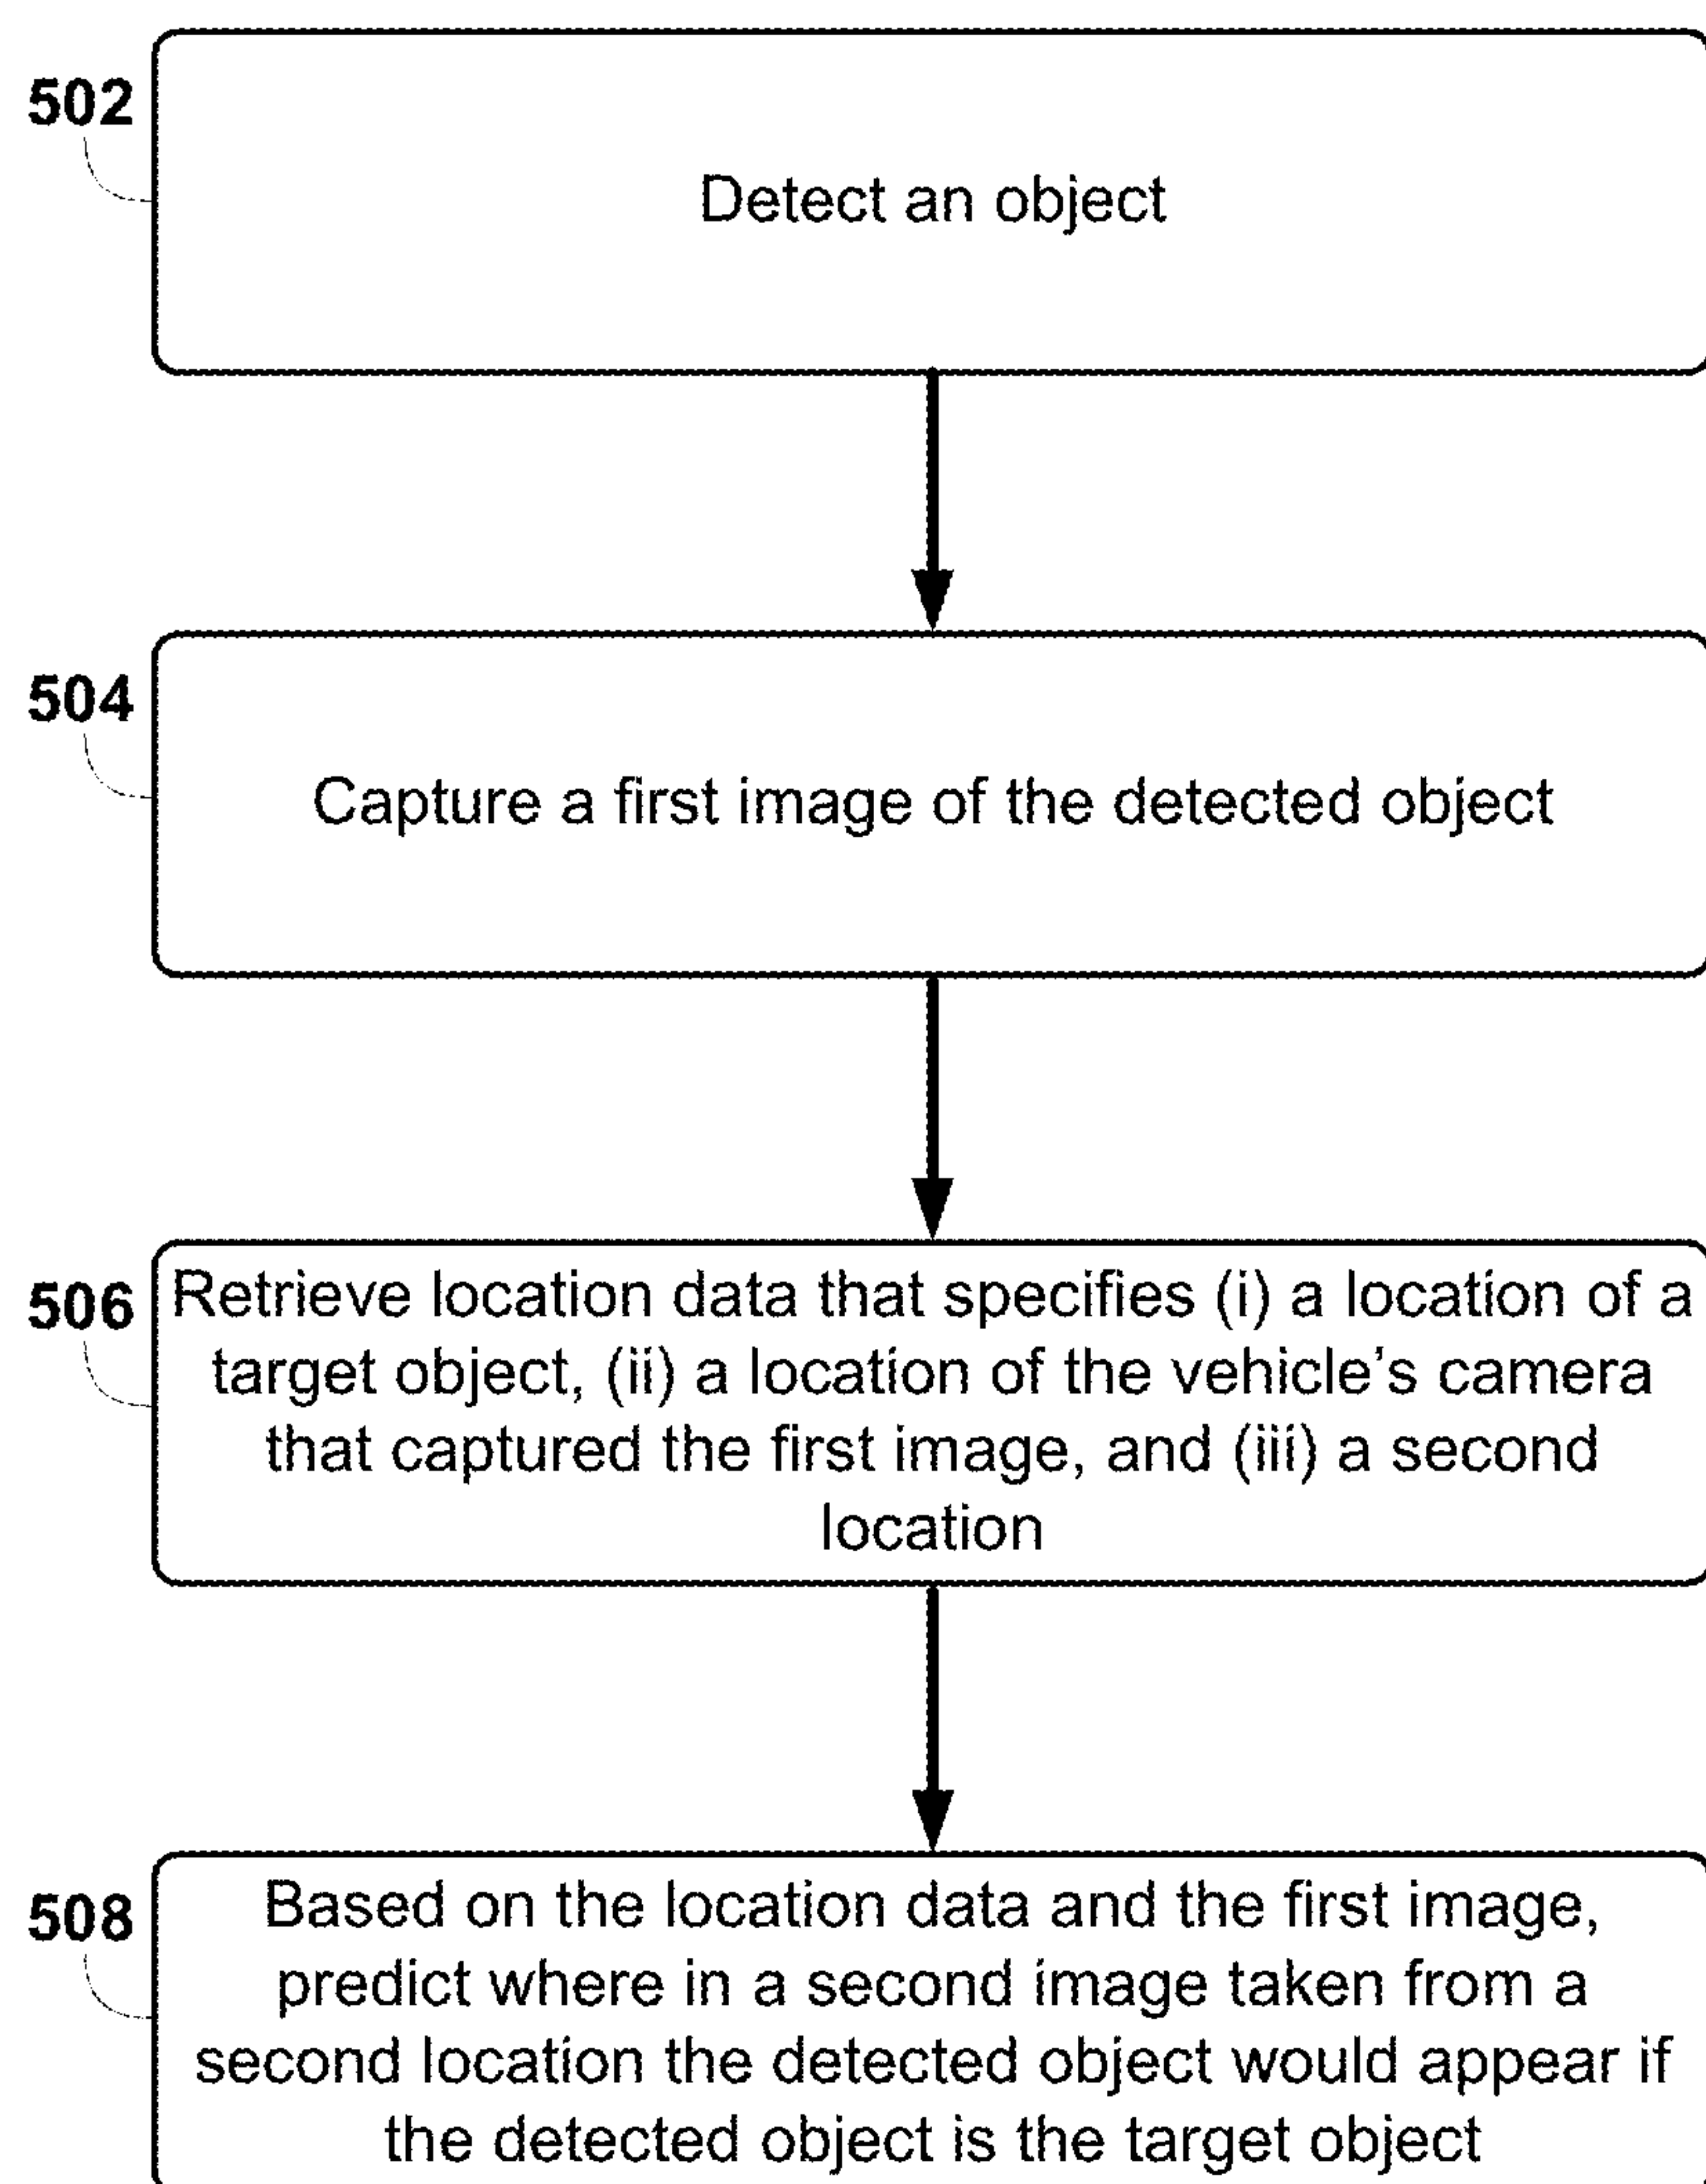 502
Detect an object
504
Capture a first image of the detected object
506
Retrieve location data that specifies (i) a location of a
target object, (ii) a location of the vehicle's camera
that captured the first image, and (iii) a second
location
508
Based on the location data and the first image,
predict where in a second image taken from a
second location the detected object would appear if
the detected object is the target object